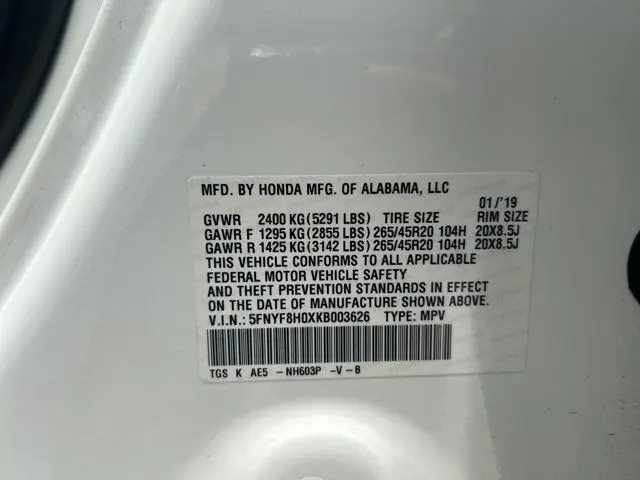 MFD. BY HONDA MFG. OF ALABAMA, LLC
01/'19
GVWR 2400 KG (5291 LBS) TIRE SIZE RIM SIZE
GAWR F 1295 KG (2855 LBS) 265/45R20 104H 20X8.5J
GAWR R 1425 KG (3142 LBS) 265/45R20 104H 20X8.5J
THIS VEHICLE CONFORMS TO ALL APPLICABLE
FEDERAL MOTOR VEHICLE SAFETY
AND THEFT PREVENTION STANDARDS IN EFFECT
ON THE DATE OF MANUFACTURE SHOWN ABOVE.
V.I.N.: 5FNYF8H0XKB003626 TYPE: MPV
TGS K AE5 -NH603P -V-B